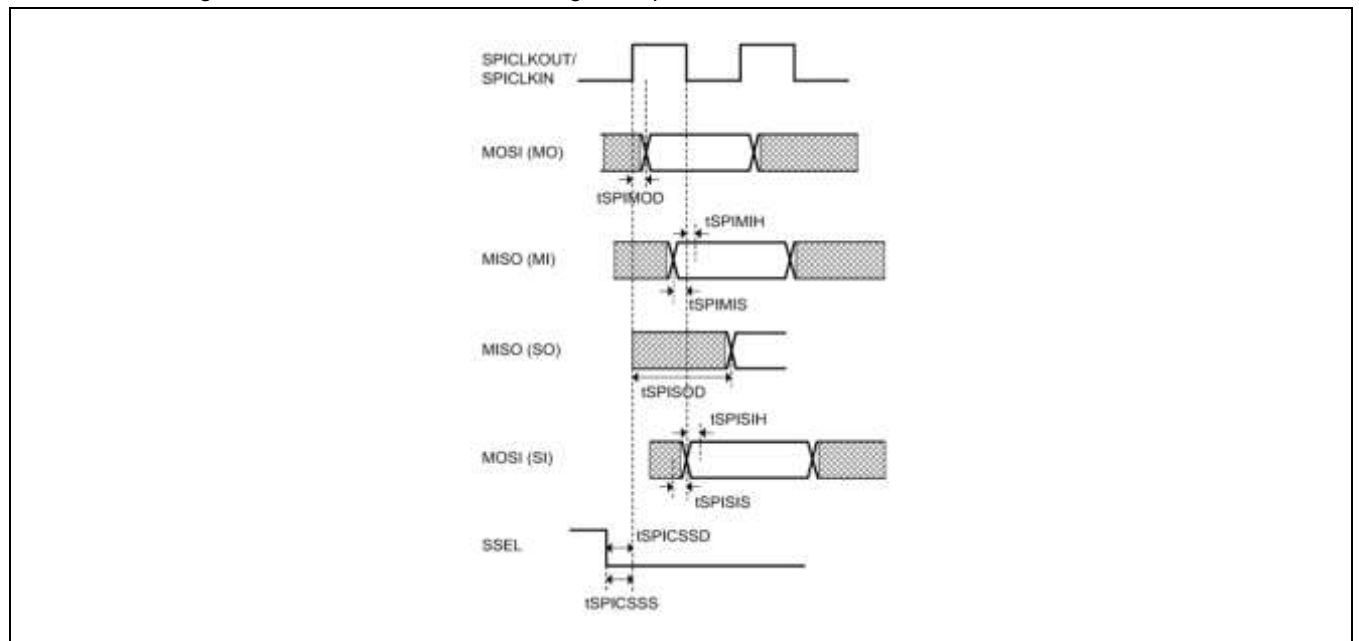 SPICLKOUT/
SPICLKIN
MOSI (MO)
tSPIMOD
tSPIMIH
MISO (MI)
tSPIMIS
MISO (SO)
tSPISOD
tSPISIH
MOSI (SI)
tSPISIS
tSPICSSD
SSEL
tSPICSSS